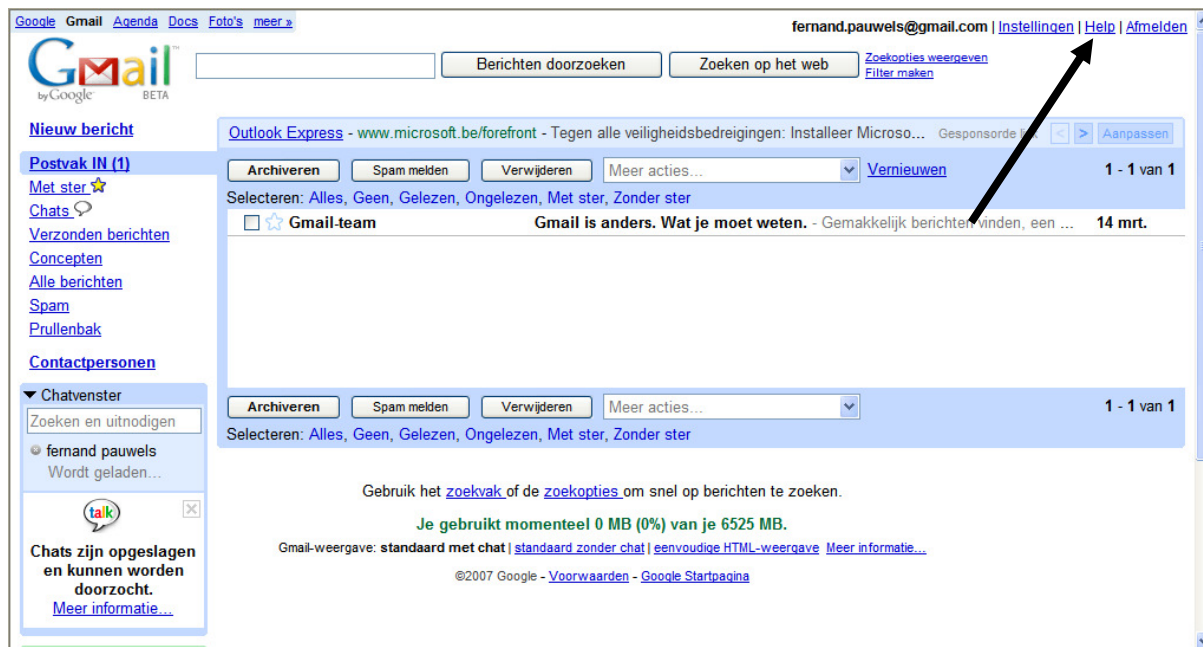 Google Gmail Agenda Docs Foto's meer »
fernand.pauwels@gmail.com | Instellingen | Help | Afmelden
Gmail™
by Google BETA
Berichten doorzoeken
Zoeken op het web
Zoekopties weergeven
Filter maken
Nieuw bericht
Postvak IN (1)
Met ster
Chats
Verzonden berichten
Concepten
Alle berichten
Spam
Prullenbak
Contactpersonen
Outlook Express - www.microsoft.be/forefront - Tegen alle veiligheidsbedreigingen: Installeer Microso... Gesponsorde < > Aanpassen
Archiveren Spam melden Verwijderen Meer acties... Vernieuwen 1 - 1 van 1
Selecteren: Alles, Geen, Gelezen, Ongelezen, Met ster, Zonder ster
Gmail-team Gmail is anders. Wat je moet weten. - Gemakkelijk berichten vinden, een ... 14 mrt.
Archiveren Spam melden Verwijderen Meer acties... 1 - 1 van 1
Selecteren: Alles, Geen, Gelezen, Ongelezen, Met ster, Zonder ster
Chatvenster
Zoeken en uitnodigen
fernand pauwels
Wordt geladen...
talk
Chats zijn opgeslagen
en kunnen worden
doorzocht.
Meer informatie...
Gebruik het zoekvak of de zoekopties om snel op berichten te zoeken.
Je gebruikt momenteel 0 MB (0%) van je 6525 MB.
Gmail-weergave: standaard met chat | standaard zonder chat | eenvoudige HTML-weergave Meer informatie...
©2007 Google - Voorwaarden - Google Startpagina